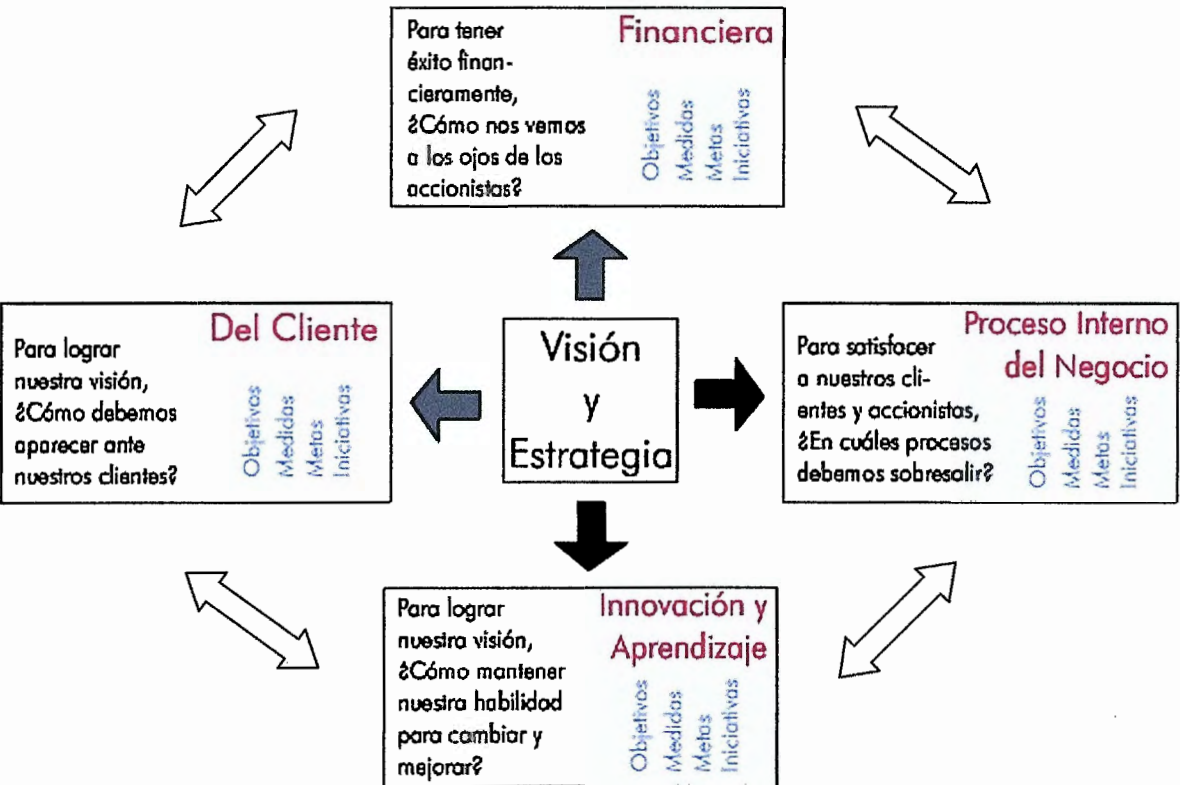 Para tener
éxito finan-
cieramente,
¿Cómo nos vemos
a los ojos de los
accionistas?
Financiera
Objetivos
Medidas
Metas
Iniciativas
Para lograr
nuestra visión,
¿Cómo debemos
aparecer ante
nuestros clientes?
Del Cliente
Objetivos
Medidas
Metas
Iniciativas
Visión
y
Estrategia
Para satisfacer
a nuestros cli-
entes y accionistas,
¿En cuáles procesos
debemos sobresalir?
Proceso Interno
del Negocio
Objetivos
Medidas
Metas
Iniciativas
Para lograr
nuestra visión,
¿Cómo mantener
nuestra habilidad
para cambiar y
mejorar?
Innovación y
Aprendizaje
Objetivos
Medidas
Metas
Iniciativas